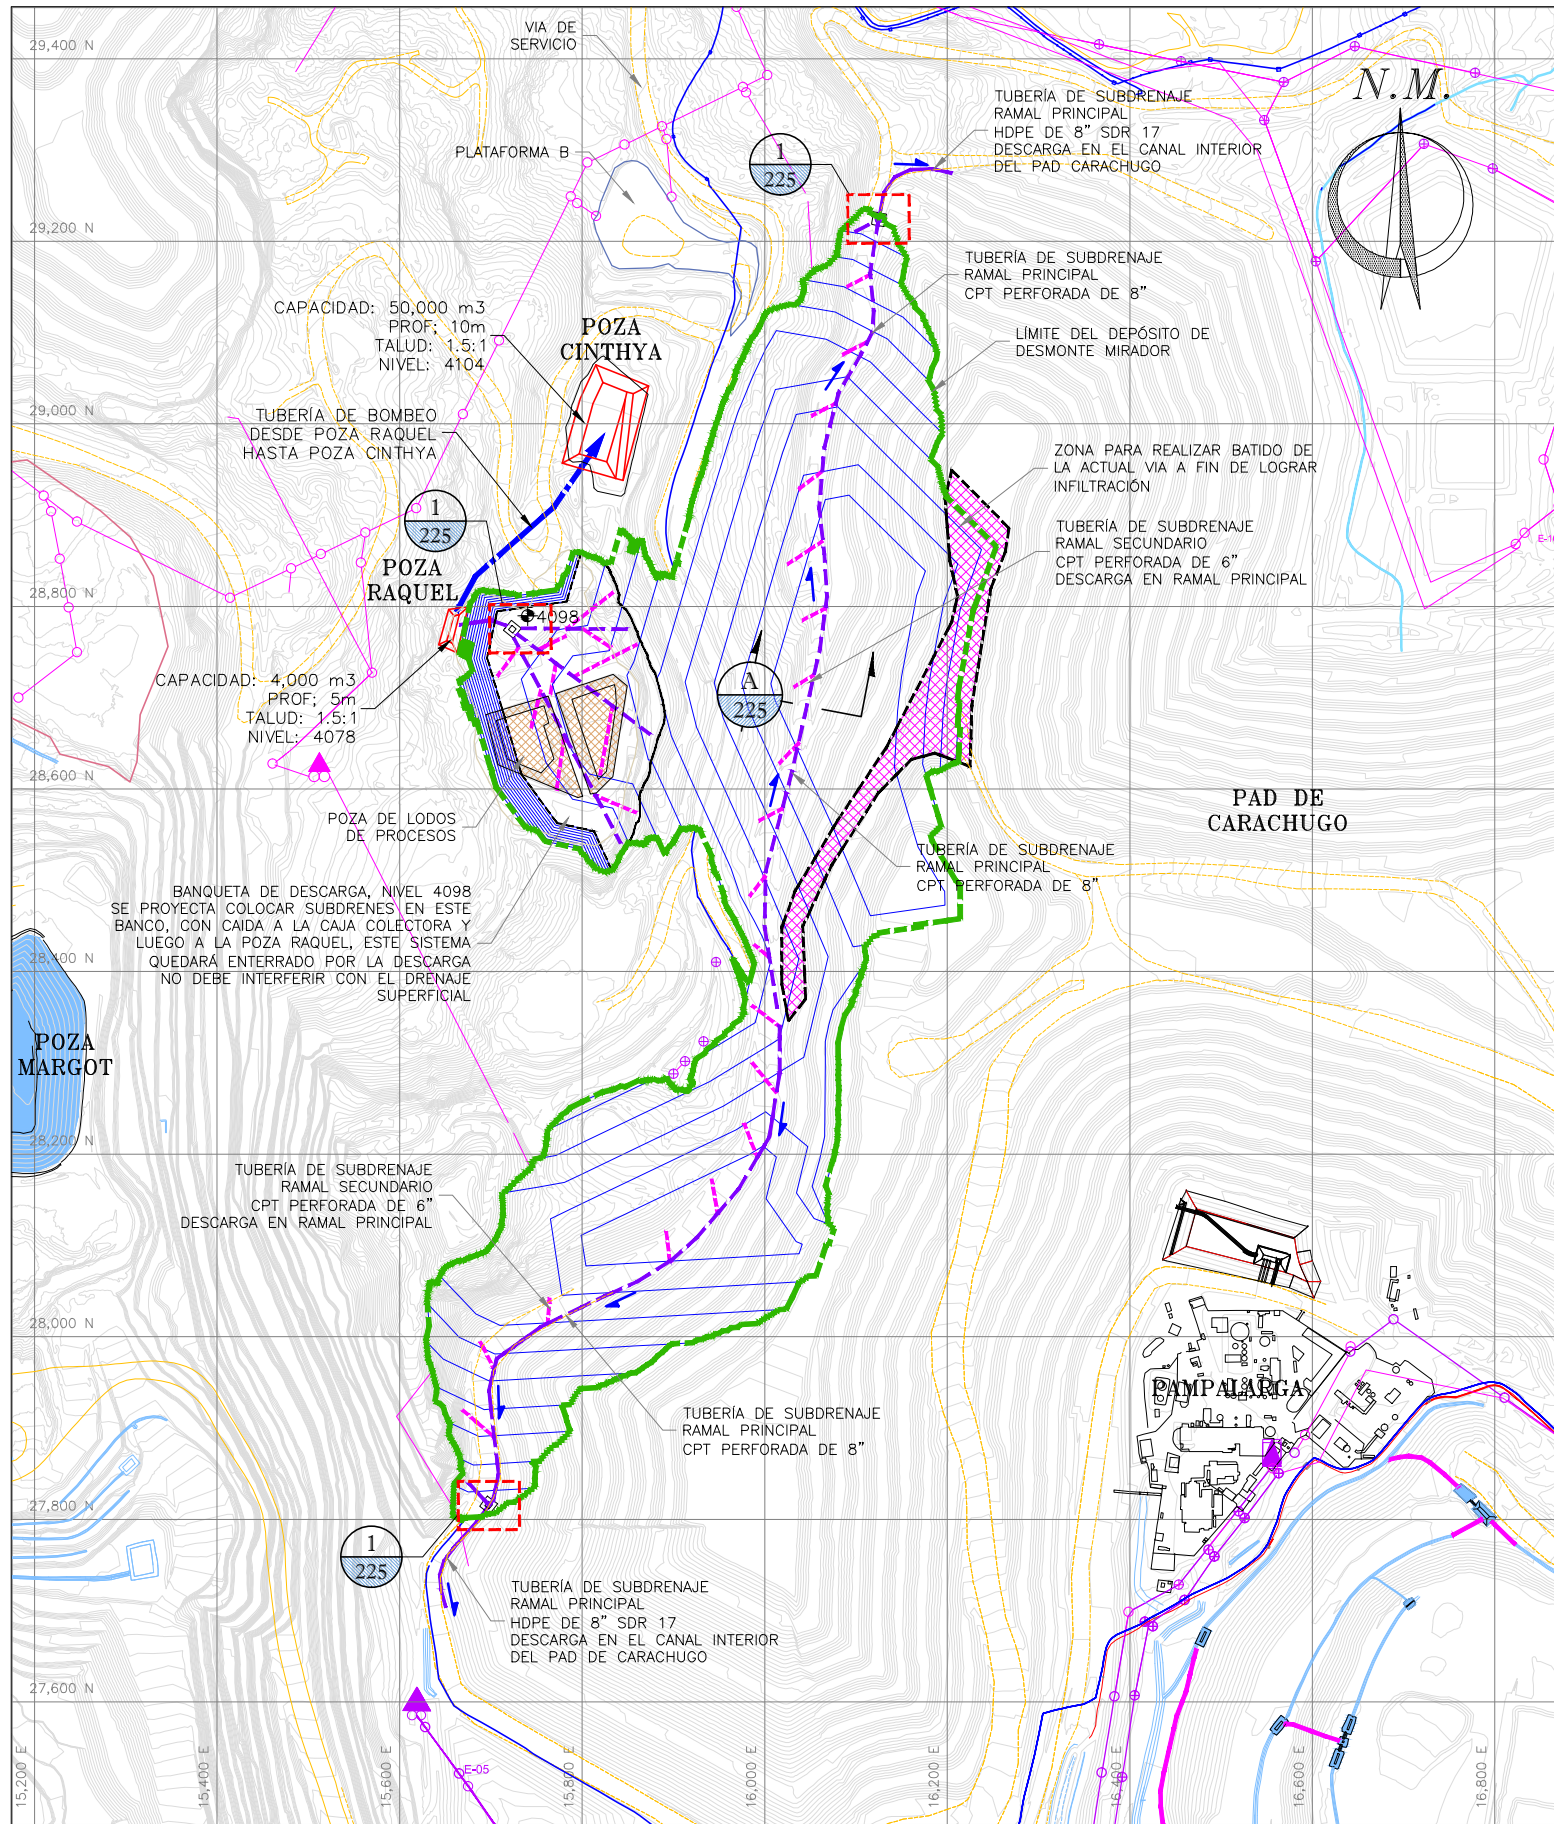 29,400 N
VIA DE
SERVICIO
N.M.
TUBERÍA DE SUBDRENAJE
RAMAL PRINCIPAL
HDPE DE 8" SDR 17
DESCARGA EN EL CANAL INTERIOR
DEL PAD CARACHUGO
PLATAFORMA B
1
225
29,200 N
TUBERÍA DE SUBDRENAJE
RAMAL PRINCIPAL
CPT PERFORADA DE 8"
CAPACIDAD: 50,000 m3
PROF: 10m
TALUD: 1.5:1
NIVEL: 4104
POZA
CINTHYA
LÍMITE DEL DEPÓSITO DE
DESMONTE MIRADOR
29,000 N
TUBERÍA DE BOMBEO
DESDE POZA RAQUEL
HASTA POZA CINTHYA
ZONA PARA REALIZAR BATIDO DE
LA ACTUAL VIA A FIN DE LOGRAR
INFILTRACIÓN
1
225
TUBERÍA DE SUBDRENAJE
RAMAL SECUNDARIO
CPT PERFORADA DE 6"
DESCARGA EN RAMAL PRINCIPAL
POZA
RAQUEL
28,800 N
4098
CAPACIDAD: 4,000 m3
PROF; 5m
TALUD: 1.5:1
NIVEL: 4078
A
225
28,600 N
PAD DE
CARACHUGO
POZA DE LODOS
DE PROCESOS
TUBERÍA DE SUBDRENAJE
RAMAL PRINCIPAL
CPT PERFORADA DE 8"
BANQUETA DE DESCARGA, NIVEL 4098
SE PROYECTA COLOCAR SUBDRENES EN ESTE
BANCO, CON CAIDA A LA CAJA COLECTORA Y
LUEGO A LA POZA RAQUEL, ESTE SISTEMA
QUEDARÁ ENTERRADO POR LA DESCARGA
NO DEBE INTERFERIR CON EL DRENAJE
SUPERFICIAL
28,400 N
POZA
MARGOT
28,200 N
TUBERÍA DE SUBDRENAJE
RAMAL SECUNDARIO
CPT PERFORADA DE 6"
DESCARGA EN RAMAL PRINCIPAL
28,000 N
PAMPALARGA
TUBERÍA DE SUBDRENAJE
RAMAL PRINCIPAL
CPT PERFORADA DE 8"
27,800 N
1
225
TUBERÍA DE SUBDRENAJE
RAMAL PRINCIPAL
HDPE DE 8" SDR 17
DESCARGA EN EL CANAL INTERIOR
DEL PAD DE CARACHUGO
27,600 N
E-05
15,200 E
15,400 E
15,600 E
15,800 E
16,000 E
16,200 E
16,400 E
16,600 E
16,800 E